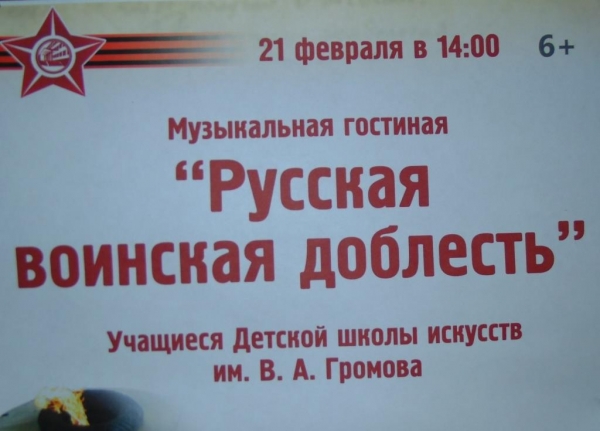 21 февраля в 14:00 6+
Музыкальная гостиная
“Русская
воинская доблесть”
Учащиеся Детской школы искусств
им. В. А. Громова